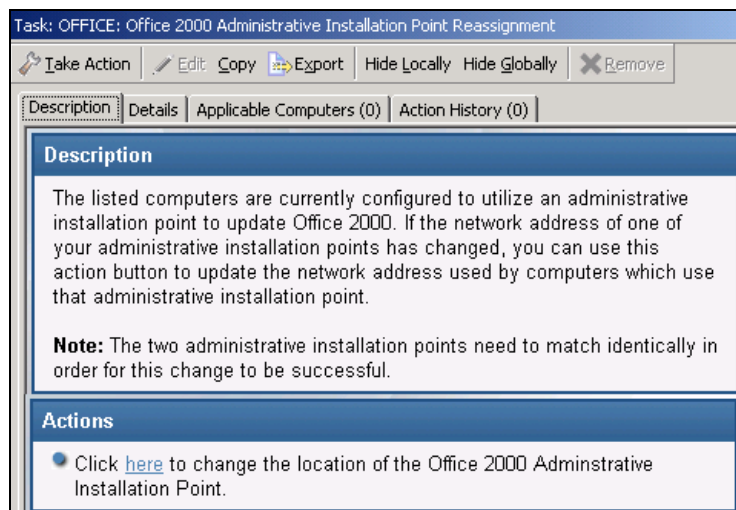 Task: OFFICE: Office 2000 Administrative Installation Point Reassignment
Take Action Edit Copy Export Hide Locally Hide Globally Remove
Description Details Applicable Computers (0) Action History (0)
Description
The listed computers are currently configured to utilize an administrative
installation point to update Office 2000. If the network address of one of
your administrative installation points has changed, you can use this
action button to update the network address used by computers which use
that administrative installation point.
Note: The two administrative installation points need to match identically in
order for this change to be successful.
Actions
Click here to change the location of the Office 2000 Adminstrative
Installation Point.